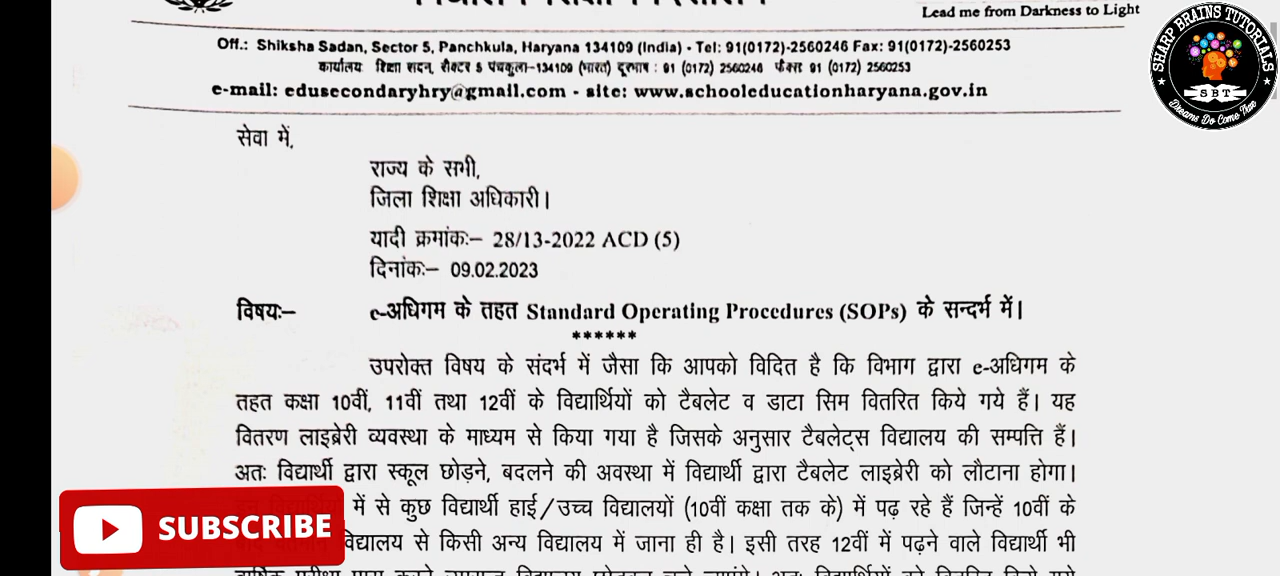 Lead me from Darkness to Light
Off.: Shiksha Sadan, Sector 5, Panchkula, Haryana 134109 (India) - Tel: 91(0172)-2560246 Fax: 91(0172)-2560253
कार्यालयः शिक्षा सदन, सैक्टर 5 पंचकुला-134109 (भारत) दूरभाष : 91 (0172) 2560246 फैक्स 91 (0172) 2560253
e-mail: edusecondaryhry@gmail.com - site: www.schooleducationharyana.gov.in
SHARP BRAINS TUTORIALS
SBT
Dreams Do Come True
सेवा में,
राज्य के सभी,
जिला शिक्षा अधिकारी।
यादी क्रमांकः– 28/13-2022 ACD (5)
दिनांकः– 09.02.2023
विषयः– e-अधिगम के तहत Standard Operating Procedures (SOPs) के सन्दर्भ में।
******
उपरोक्त विषय के संदर्भ में जैसा कि आपको विदित है कि विभाग द्वारा e-अधिगम के
तहत कक्षा 10वीं, 11वीं तथा 12वीं के विद्यार्थियों को टैबलेट व डाटा सिम वितरित किये गये हैं। यह
वितरण लाइब्रेरी व्यवस्था के माध्यम से किया गया है जिसके अनुसार टैबलेट्स विद्यालय की सम्पत्ति हैं।
अतः विद्यार्थी द्वारा स्कूल छोड़ने, बदलने की अवस्था में विद्यार्थी द्वारा टैबलेट लाइब्रेरी को लौटाना होगा।
में से कुछ विद्यार्थी हाई/उच्च विद्यालयों (10वीं कक्षा तक के) में पढ़ रहे हैं जिन्हें 10वीं के
विद्यालय से किसी अन्य विद्यालय में जाना ही है। इसी तरह 12वीं में पढ़ने वाले विद्यार्थी भी
SUBSCRIBE